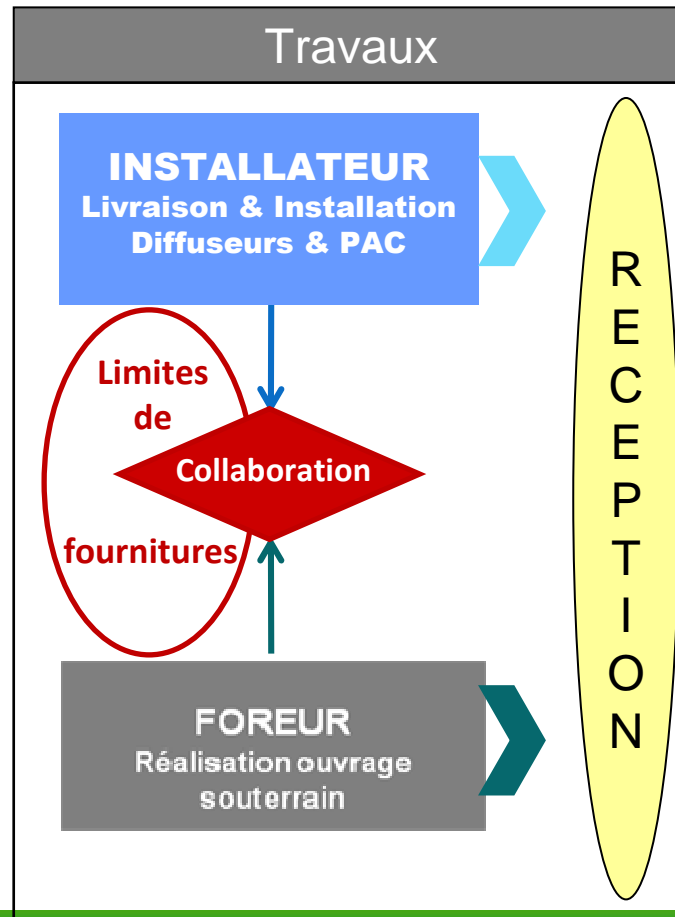 Travaux
INSTALLATEUR
Livraison & Installation
Diffuseurs & PAC
Limites
de
Collaboration
fournitures
FOREUR
Réalisation ouvrage
souterrain
R
E
C
E
P
T
I
O
N